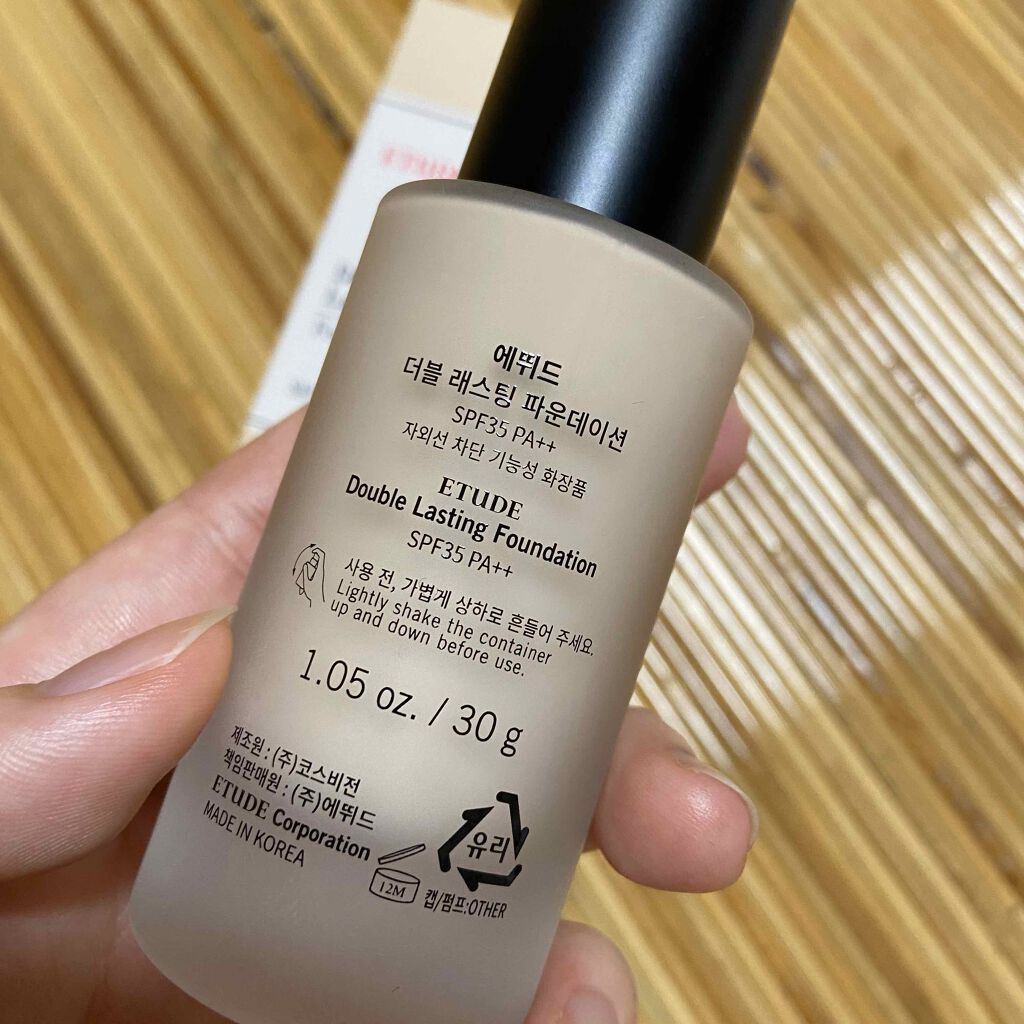 에뛰드
더블 래스팅 파운데이션
SPF35 PA++
자외선 차단 기능성 화장품
ETUDE
Double Lasting Foundation
SPF35 PA++
사용 전, 가볍게 상하로 흔들어 주세요.
Lightly shake the container
up and down before use.
1.05 oz. / 30 g
제조원 : (주)코스비전
책임판매원 : (주)에뛰드
ETUDE Corporation
MADE IN KOREA
12M
유리
캡/펌프:OTHER